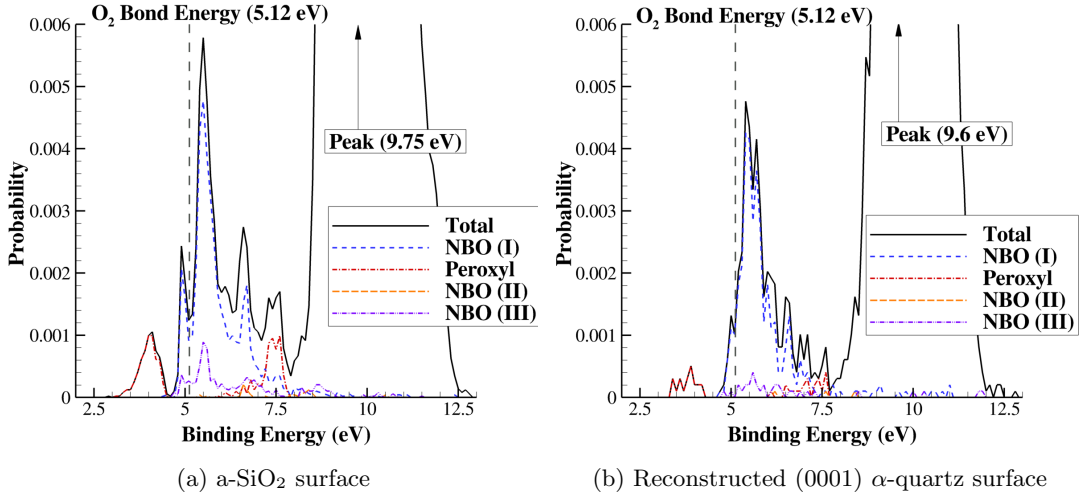 O₂ Bond Energy (5.12 eV)
0.006
0.005
0.004
0.003
0.002
0.001
0
Probability
Peak (9.75 eV)
Total
NBO (I)
Peroxyl
NBO (II)
NBO (III)
2.5
5
7.5
10
12.5
Binding Energy (eV)
(a) a-SiO₂ surface
O₂ Bond Energy (5.12 eV)
0.006
0.005
0.004
0.003
0.002
0.001
0
Probability
Peak (9.6 eV)
Total
NBO (I)
Peroxyl
NBO (II)
NBO (III)
2.5
5
7.5
10
12.5
Binding Energy (eV)
(b) Reconstructed (0001) α-quartz surface